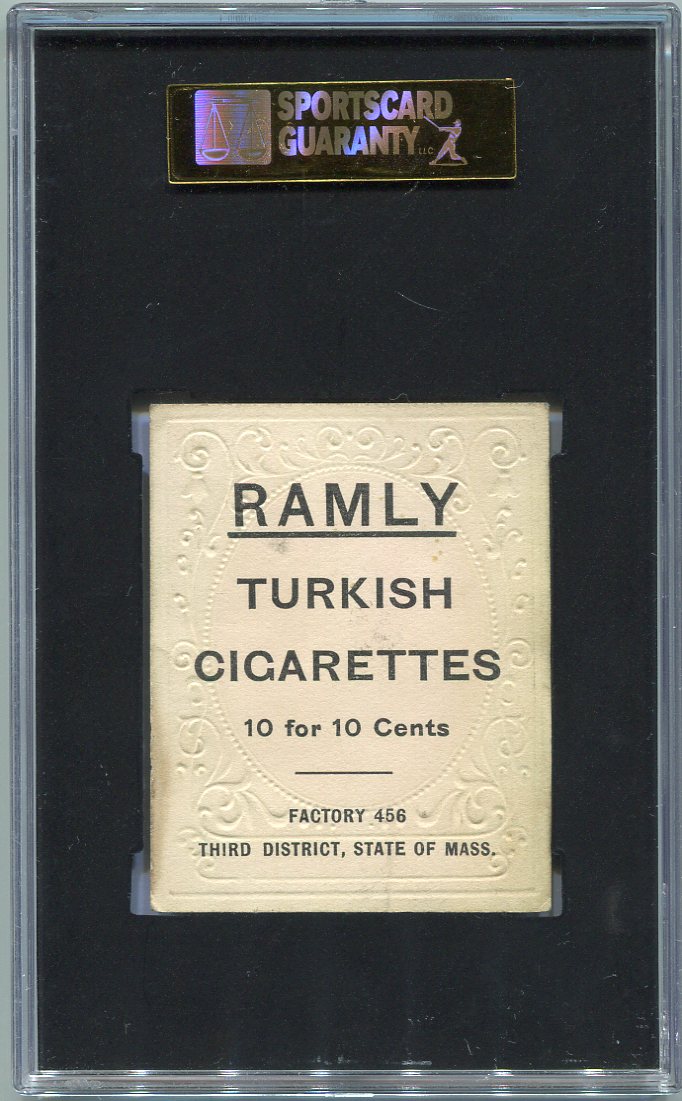 SPORTSCARD
GUARANTY LLC
RAMLY
TURKISH
CIGARETTES
10 for 10 Cents
FACTORY 456
THIRD DISTRICT, STATE OF MASS.